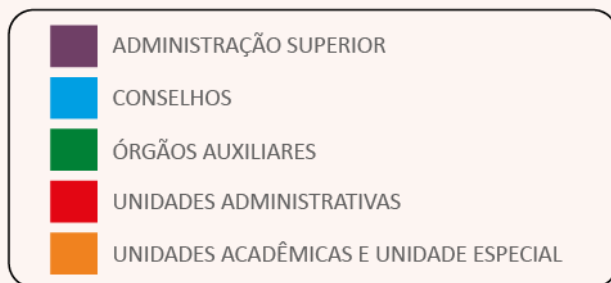 ADMINISTRAÇÃO SUPERIOR
CONSELHOS
ÓRGÃOS AUXILIARES
UNIDADES ADMINISTRATIVAS
UNIDADES ACADÊMICAS E UNIDADE ESPECIAL